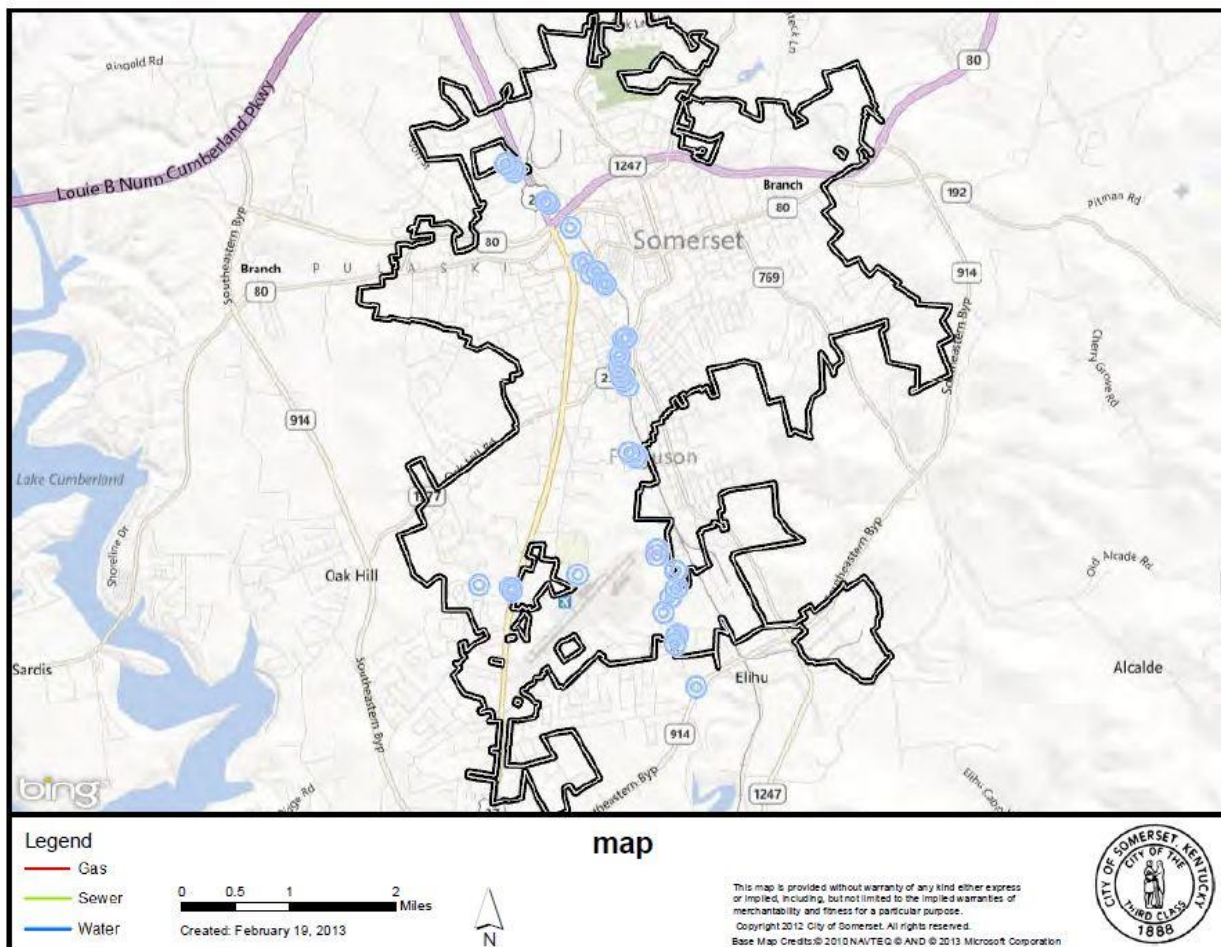 Ringold Rd
80
Louie B Nunn Cumberland Pkwy
1247
Branch
80
192
Pitman Rd
Somerset
80
Southeastern Byp
Branch
80
PULASKI
769
914
Southeastern Byp
Cherry Grove Rd
914
Oak Hill Rd
Ferguson
Lake Cumberland
Shoreline Dr
Oak Hill
Southeastern Byp
Old Alcade Rd
Sardis
Southeastern Byp
Elihu
Alcalde
914
1247
bing
Legend
Gas
Sewer
Water
0 0.5 1 2
Miles
Created: February 19, 2013
N
map
This map is provided without warranty of any kind either express
or implied, including, but not limited to the implied warranties of
merchantability and fitness for a particular purpose.
Copyright 2012 City of Somerset. All rights reserved.
Base Map Credits:© 2010 NAVTEQ © AND © 2013 Microsoft Corporation
CITY OF SOMERSET, KENTUCKY
CITY OF THE
THIRD CLASS
1888